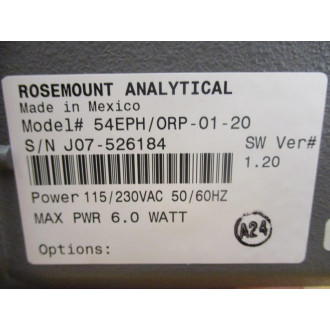 ROSEMOUNT ANALYTICAL
Made in Mexico
Model# 54EPH/ORP-01-20
S/N J07-526184 SW Ver#
1.20
Power 115/230VAC 50/60HZ
MAX PWR 6.0 WATT
A24
Options: